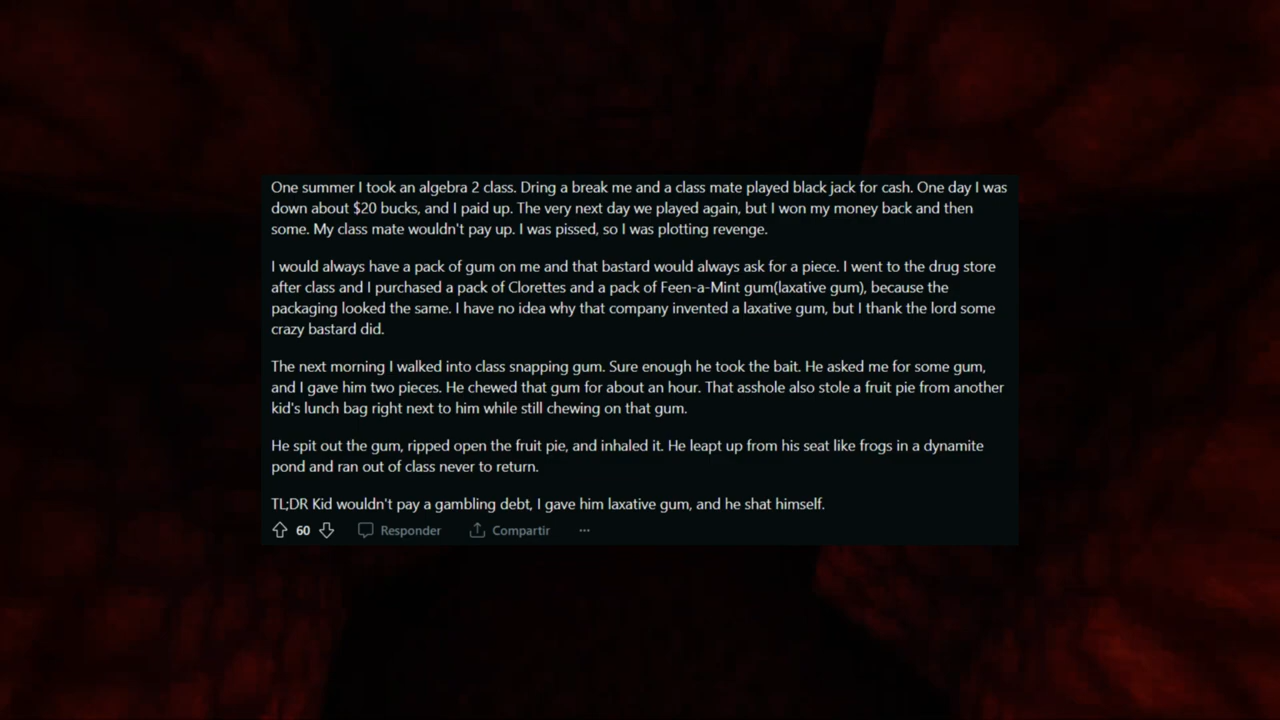 One summer I took an algebra 2 class. Dring a break me and a class mate played black jack for cash. One day I was
down about $20 bucks, and I paid up. The very next day we played again, but I won my money back and then
some. My class mate wouldn't pay up. I was pissed, so I was plotting revenge.
I would always have a pack of gum on me and that bastard would always ask for a piece. I went to the drug store
after class and I purchased a pack of Clorettes and a pack of Feen-a-Mint gum(laxative gum), because the
packaging looked the same. I have no idea why that company invented a laxative gum, but I thank the lord some
crazy bastard did.
The next morning I walked into class snapping gum. Sure enough he took the bait. He asked me for some gum,
and I gave him two pieces. He chewed that gum for about an hour. That asshole also stole a fruit pie from another
kid's lunch bag right next to him while still chewing on that gum.
He spit out the gum, ripped open the fruit pie, and inhaled it. He leapt up from his seat like frogs in a dynamite
pond and ran out of class never to return.
TL;DR Kid wouldn't pay a gambling debt, I gave him laxative gum, and he shat himself.
60 Responder Compartir ...